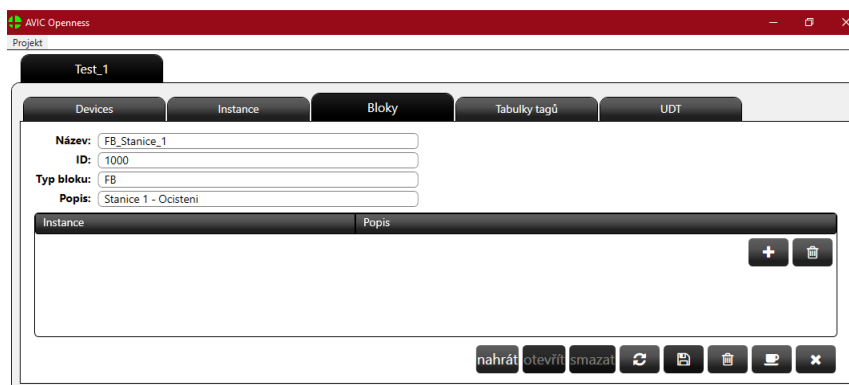 AVIC Openness
Projekt
Test_1
Devices Instance Bloky Tabulky tagů UDT
Název: FB_Stanice_1
ID: 1000
Typ bloku: FB
Popis: Stanice 1 - Ocisteni
Instance Popis
nahrát otevřít smazat